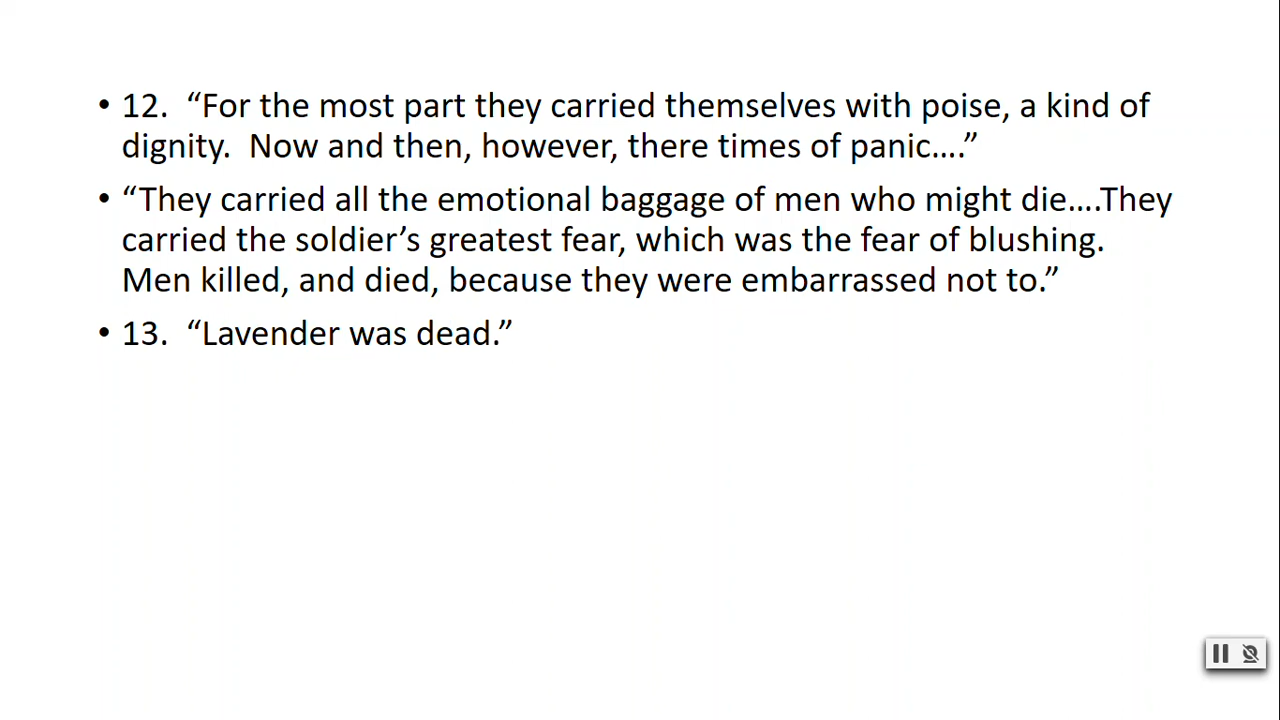 • 12.  “For the most part they carried themselves with poise, a kind of
dignity.  Now and then, however, there times of panic….”
• “They carried all the emotional baggage of men who might die….They
carried the soldier’s greatest fear, which was the fear of blushing.
Men killed, and died, because they were embarrassed not to.”
• 13.  “Lavender was dead.”